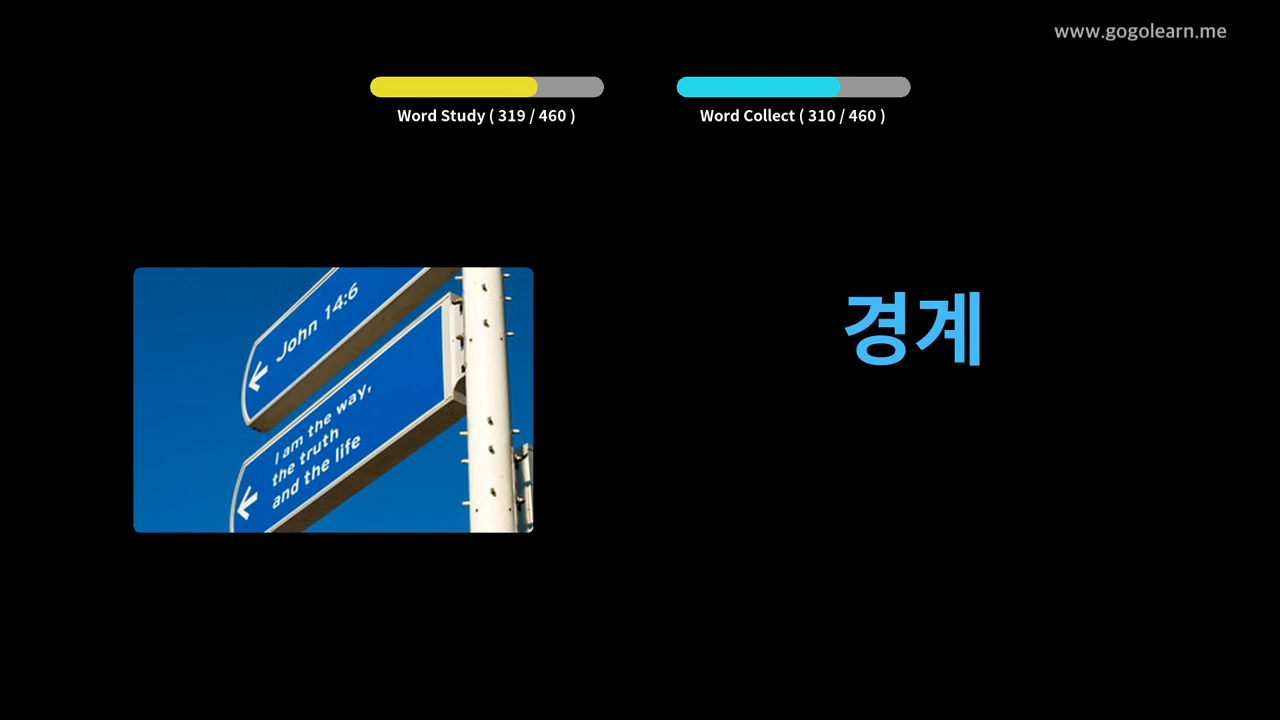 www.gogolearn.me
Word Study ( 319 / 460 )
Word Collect ( 310 / 460 )
John 14:6
I am the way,
the truth
and the life
경계